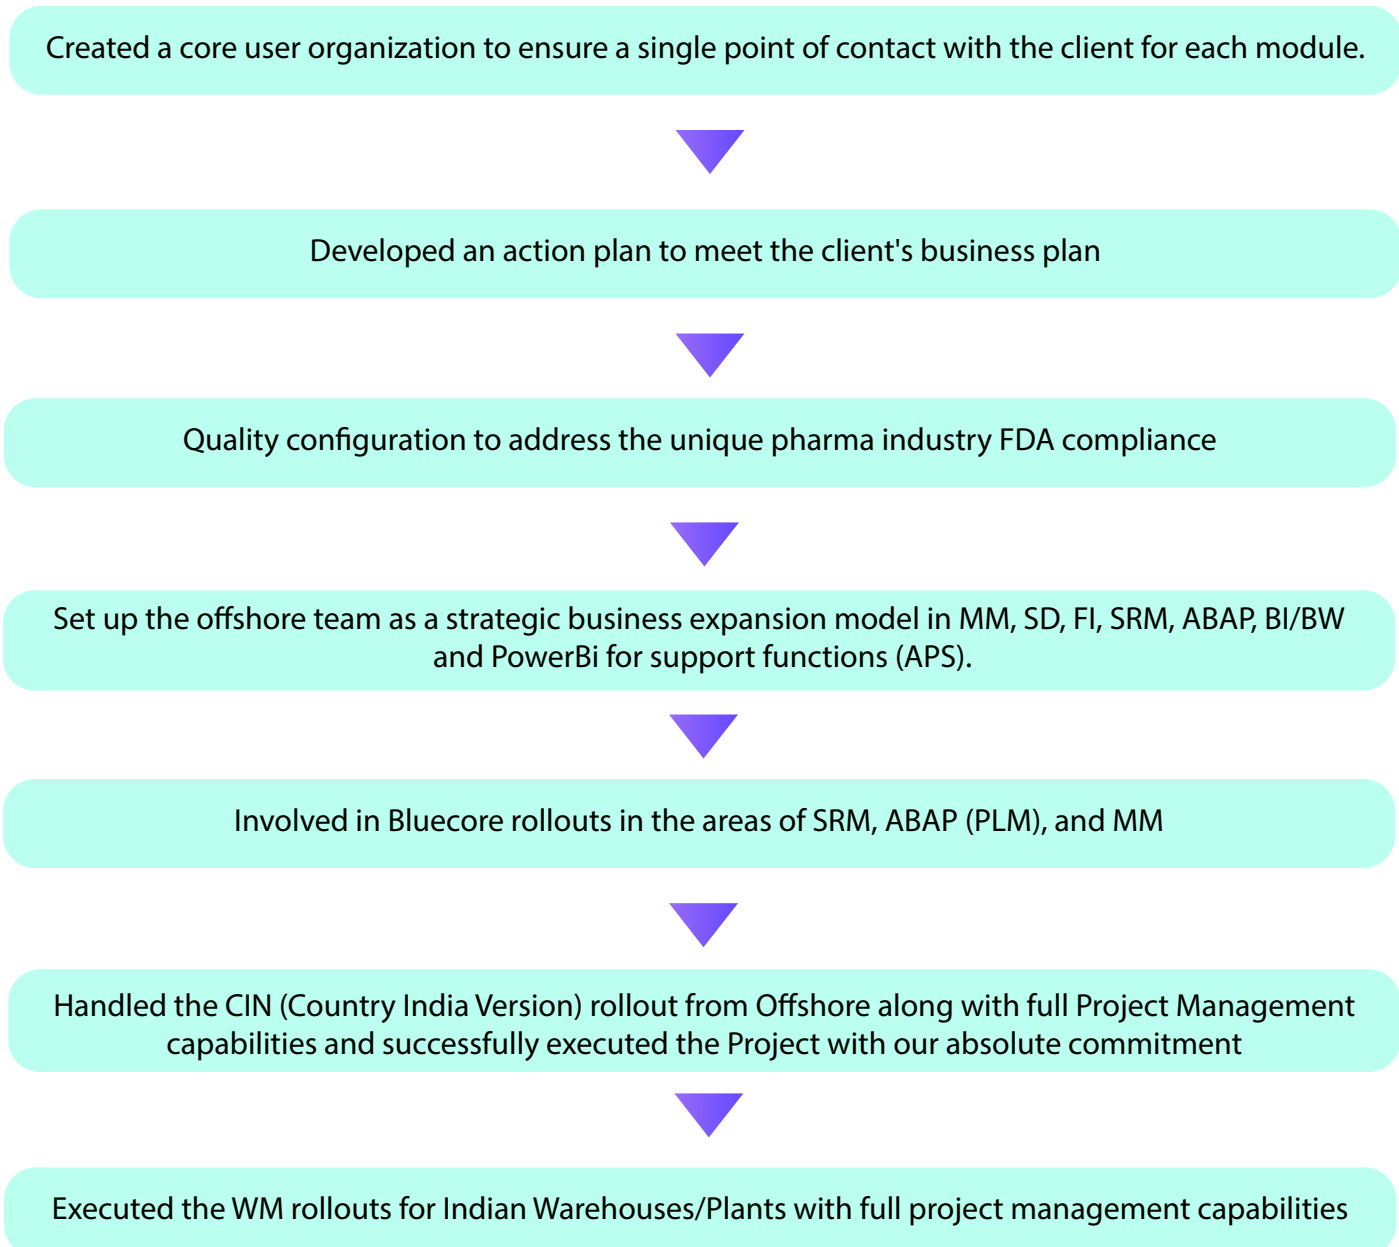 Created a core user organization to ensure a single point of contact with the client for each module.
Developed an action plan to meet the client's business plan
Quality configuration to address the unique pharma industry FDA compliance
Set up the offshore team as a strategic business expansion model in MM, SD, FI, SRM, ABAP, BI/BW
and PowerBi for support functions (APS).
Involved in Bluecore rollouts in the areas of SRM, ABAP (PLM), and MM
Handled the CIN (Country India Version) rollout from Offshore along with full Project Management
capabilities and successfully executed the Project with our absolute commitment
Executed the WM rollouts for Indian Warehouses/Plants with full project management capabilities